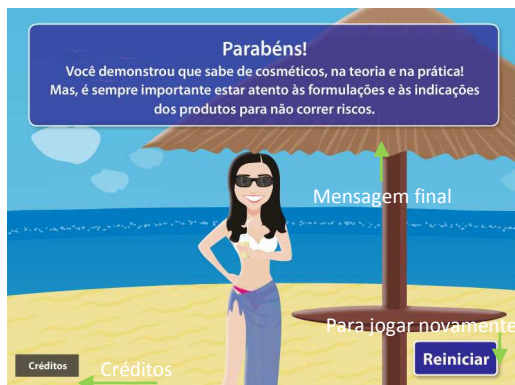 Parabéns!
Você demonstrou que sabe de cosméticos, na teoria e na prática!
Mas, é sempre importante estar atento às formulações e às indicações
dos produtos para não correr riscos.
Mensagem final
Para jogar novamente
Créditos
Créditos
Reiniciar